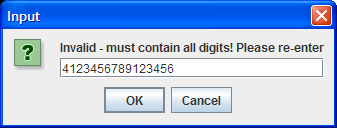 Input
Invalid - must contain all digits! Please re-enter
4123456789123456
OK Cancel